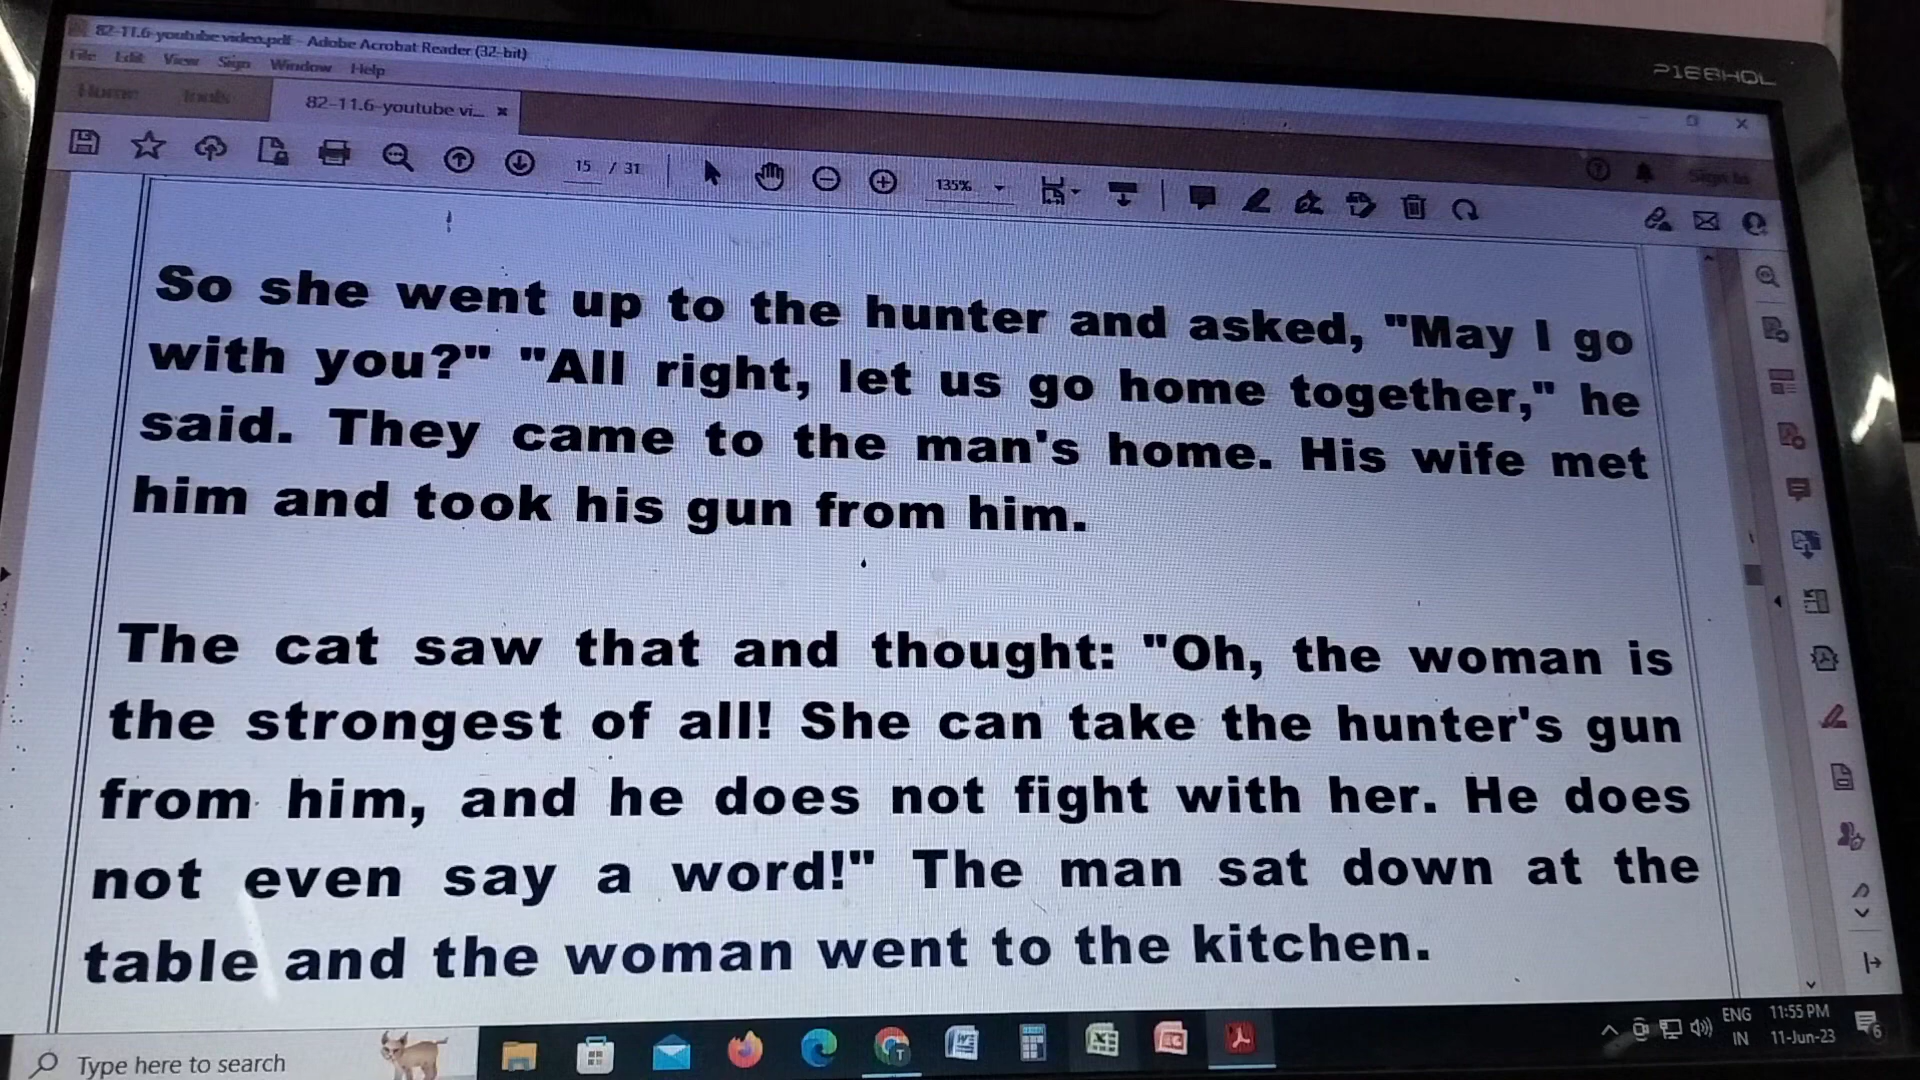 82-11.6-youtube video.pdf - Adobe Acrobat Reader (32-bit)
P166HQL
File Edit View Sign Window Help
Home Tools 82-11.6-youtube vi... x
Sign In
15 / 31 135%
So she went up to the hunter and asked, "May I go
with you?" "All right, let us go home together," he
said. They came to the man's home. His wife met
him and took his gun from him.
The cat saw that and thought: "Oh, the woman is
the strongest of all! She can take the hunter's gun
from him, and he does not fight with her. He does
not even say a word!" The man sat down at the
table and the woman went to the kitchen.
Type here to search
ENG 11:55 PM
IN 11-Jun-23
6